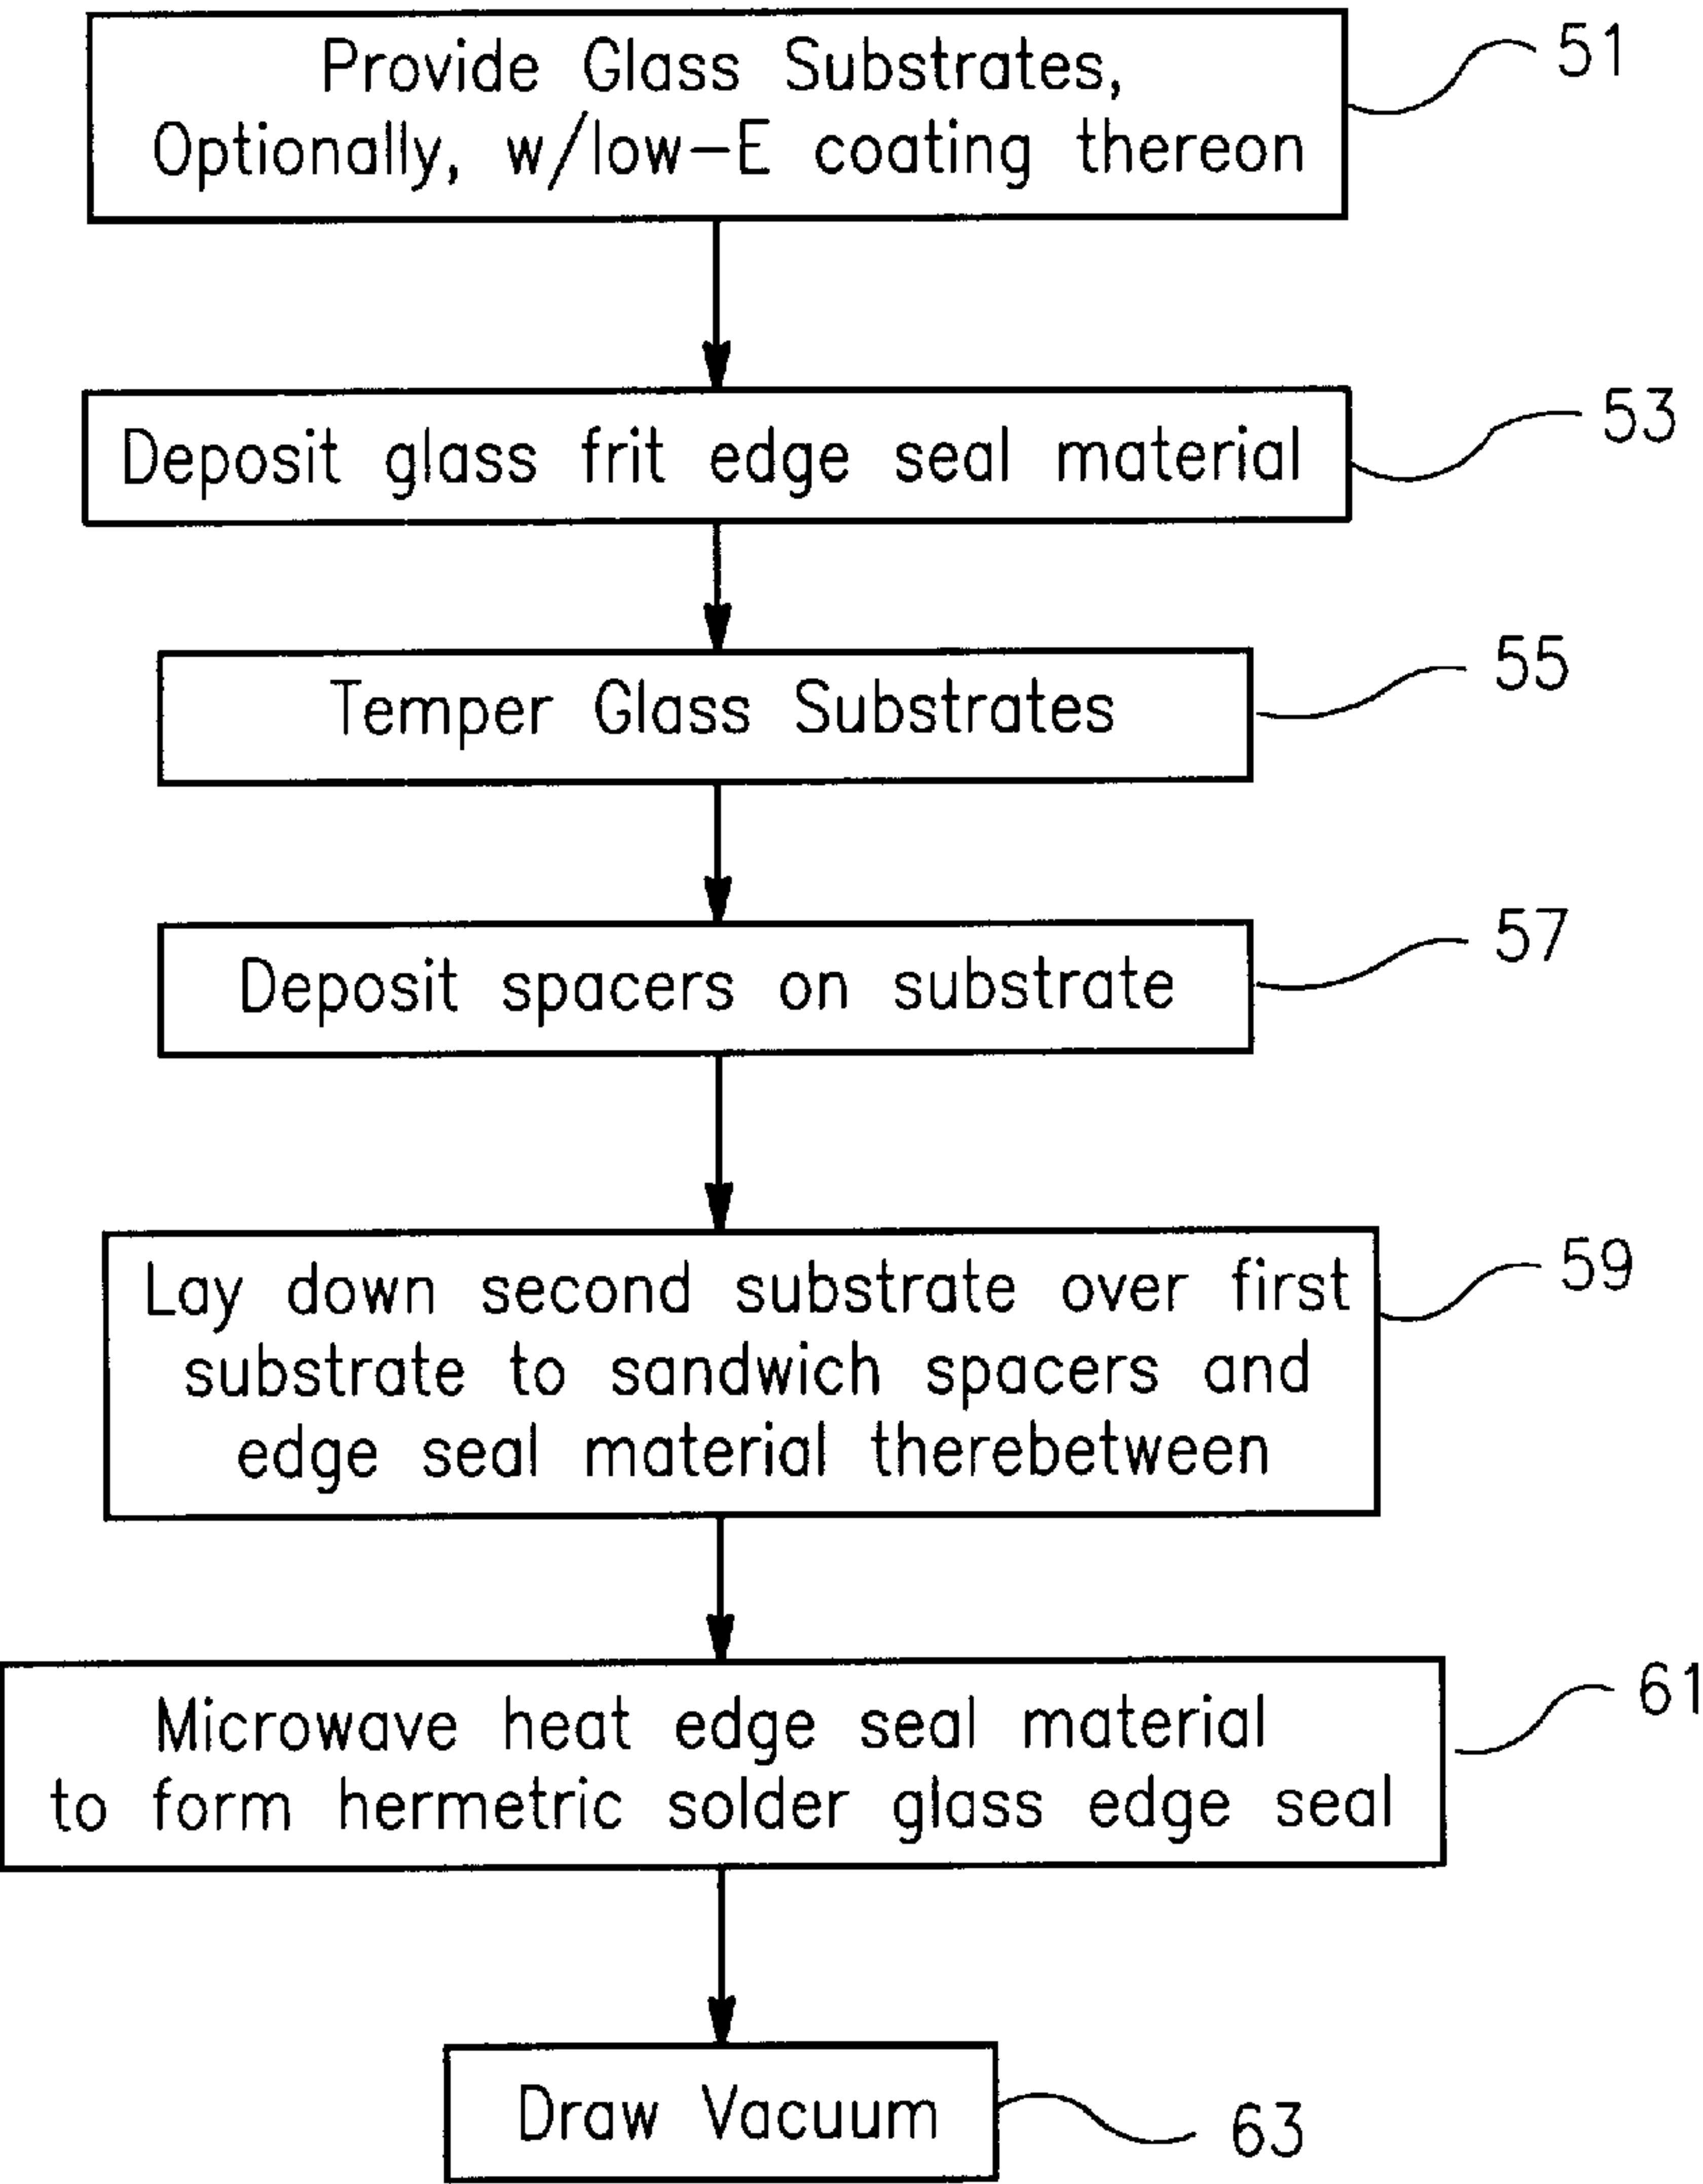 Provide Glass Substrates,
Optionally, w/low-E coating thereon
51
Deposit glass frit edge seal material
53
Temper Glass Substrates
55
Deposit spacers on substrate
57
Lay down second substrate over first
substrate to sandwich spacers and
edge seal material therebetween
59
Microwave heat edge seal material
to form hermetric solder glass edge seal
61
Draw Vacuum
63